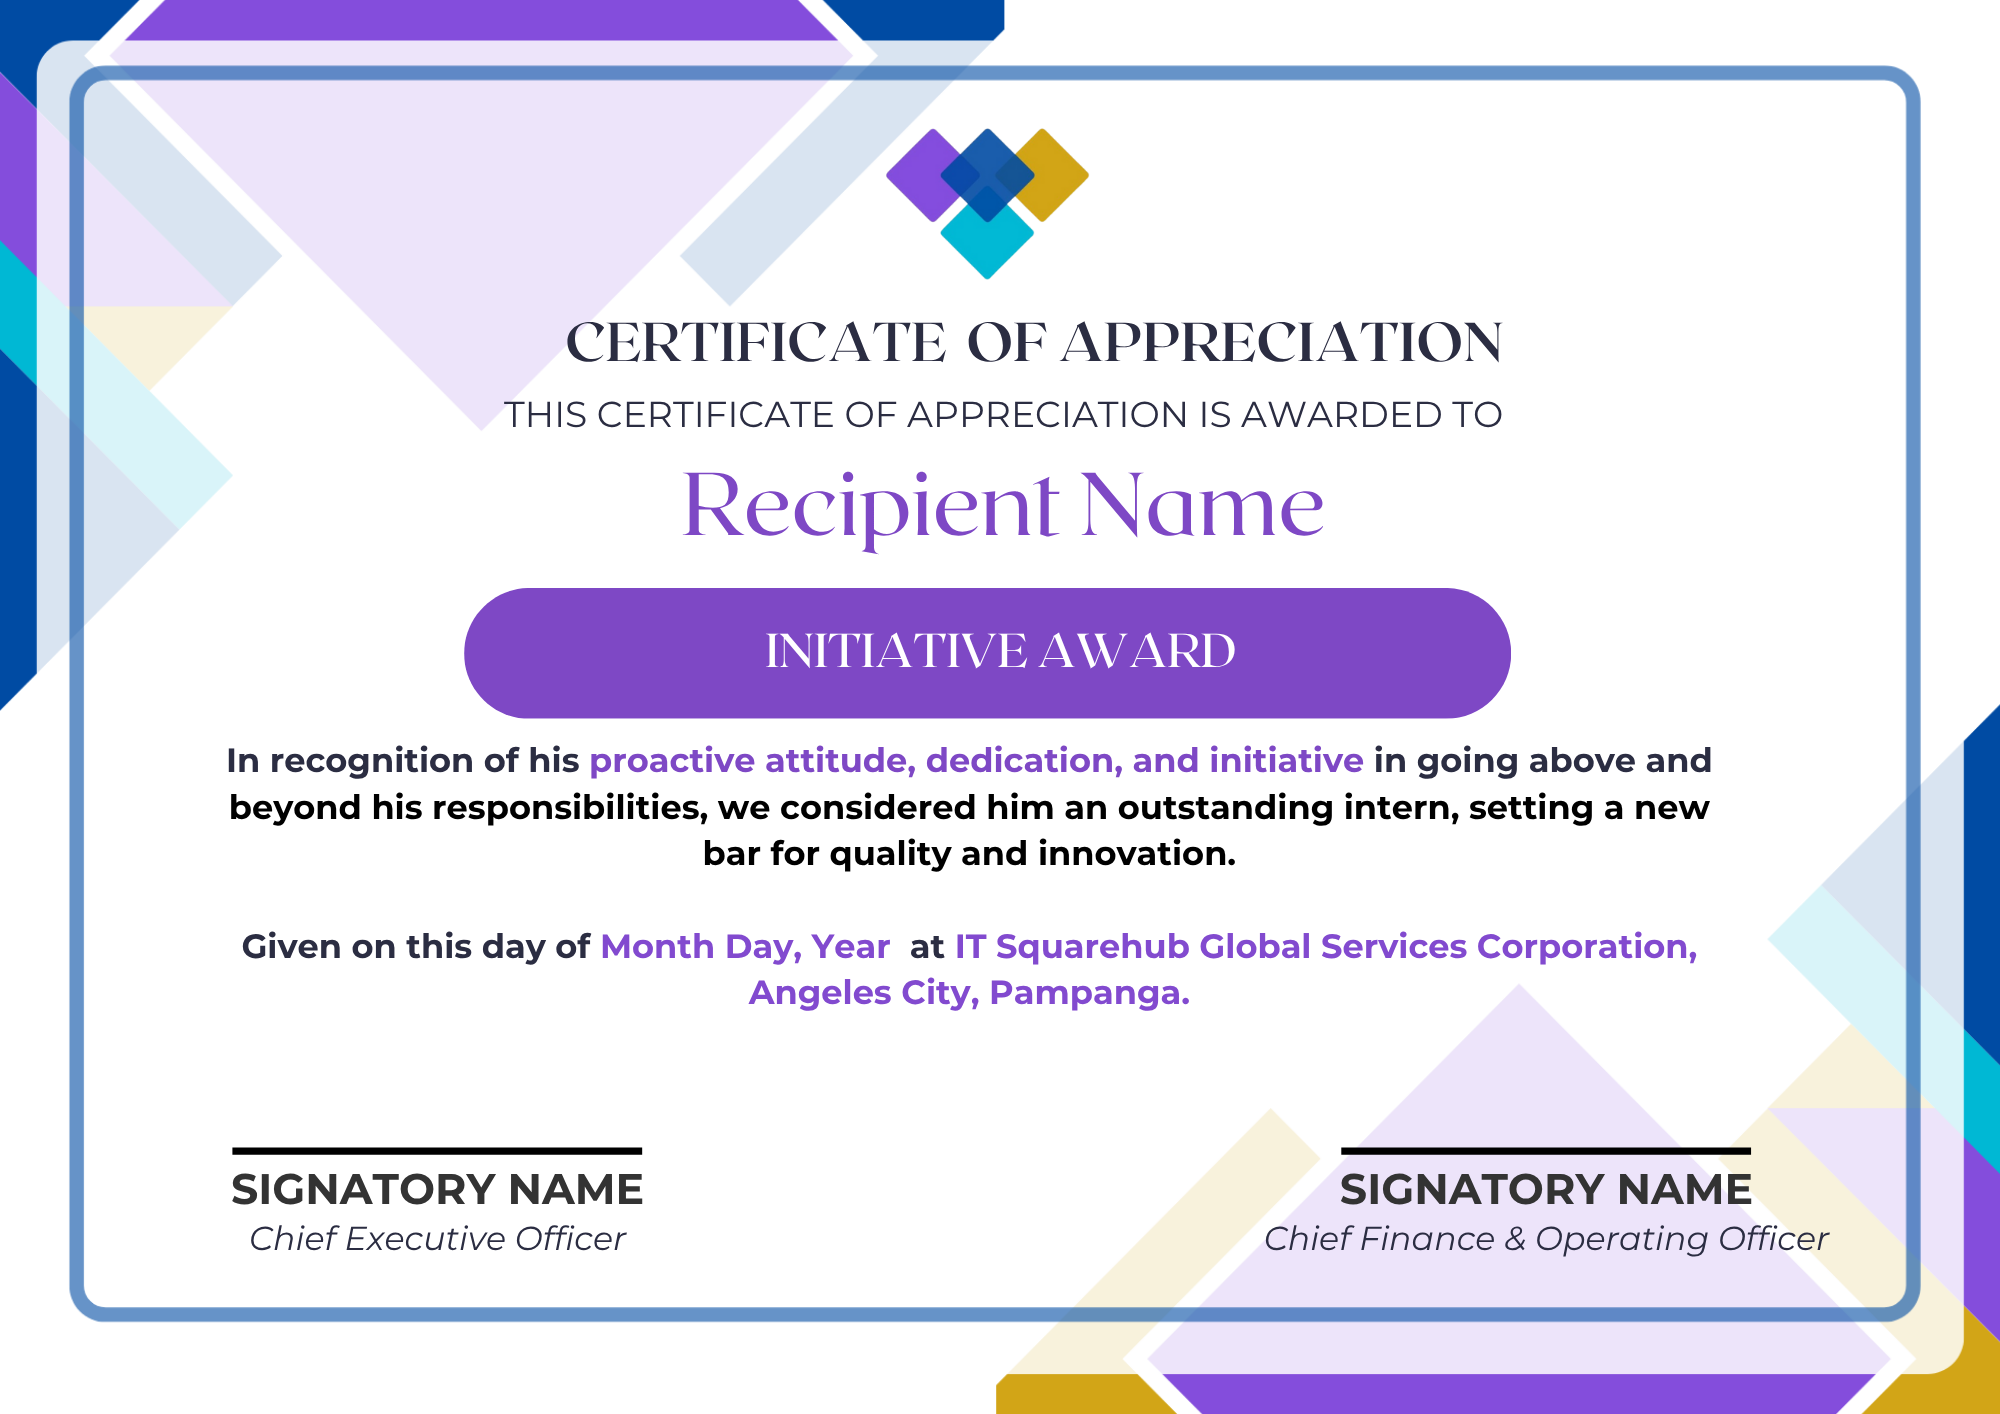 CERTIFICATE OF APPRECIATION
THIS CERTIFICATE OF APPRECIATION IS AWARDED TO
Recipient Name
INITIATIVE AWARD
In recognition of his proactive attitude, dedication, and initiative in going above and
beyond his responsibilities, we considered him an outstanding intern, setting a new
bar for quality and innovation.
Given on this day of Month Day, Year at IT Squarehub Global Services Corporation,
Angeles City, Pampanga.
SIGNATORY NAME
Chief Executive Officer
SIGNATORY NAME
Chief Finance & Operating Officer